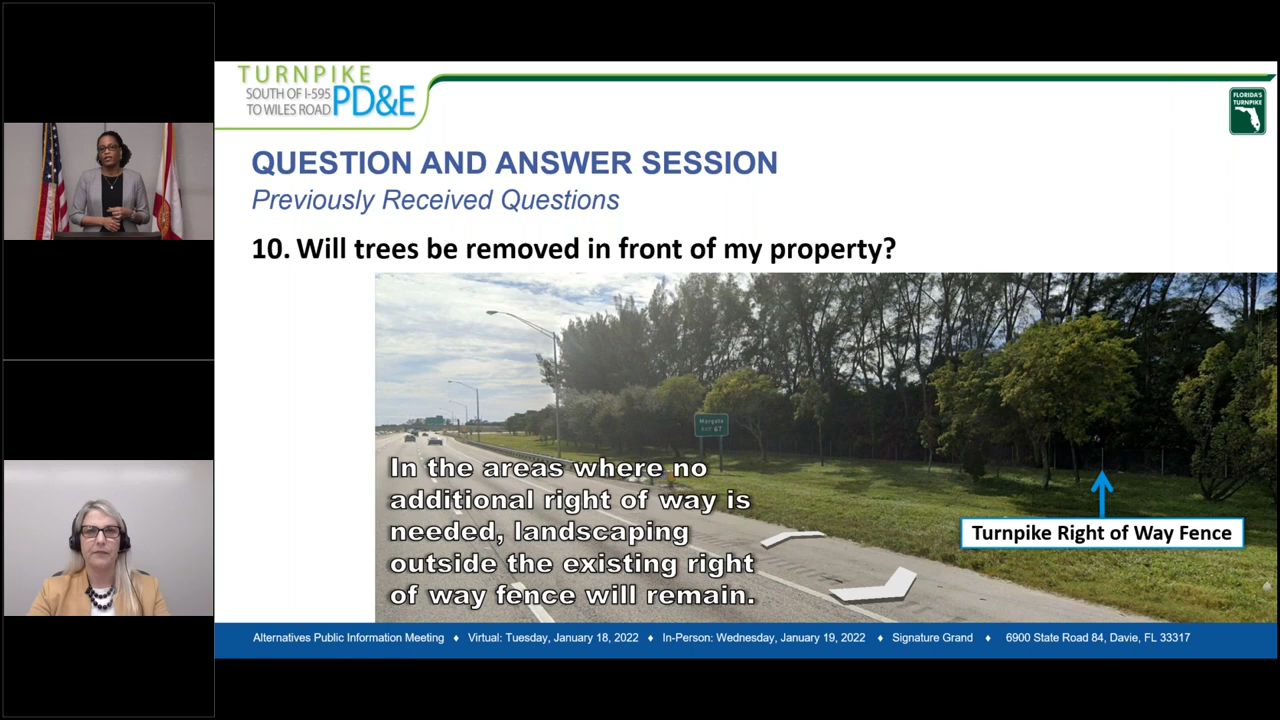 TURNPIKE
SOUTH OF I-595
TO WILES ROAD
PD&E
FLORIDA'S
TURNPIKE
QUESTION AND ANSWER SESSION
Previously Received Questions
10. Will trees be removed in front of my property?
Margate
EXIT 67
In the areas where no
additional right of way is
needed, landscaping
outside the existing right
of way fence will remain.
Turnpike Right of Way Fence
Alternatives Public Information Meeting ♦ Virtual: Tuesday, January 18, 2022 ♦ In-Person: Wednesday, January 19, 2022 ♦ Signature Grand ♦ 6900 State Road 84, Davie, FL 33317